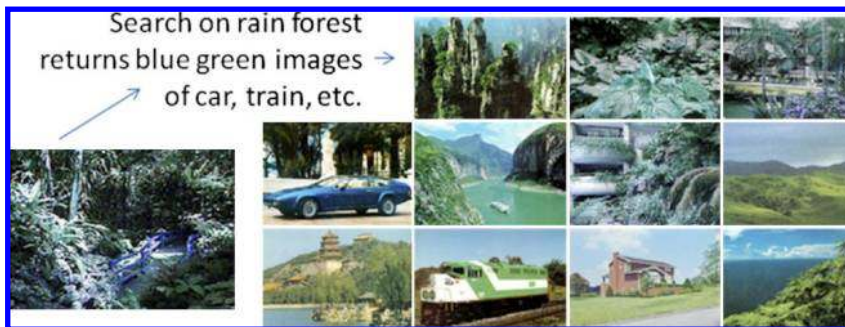 Search on rain forest
returns blue green images
of car, train, etc.